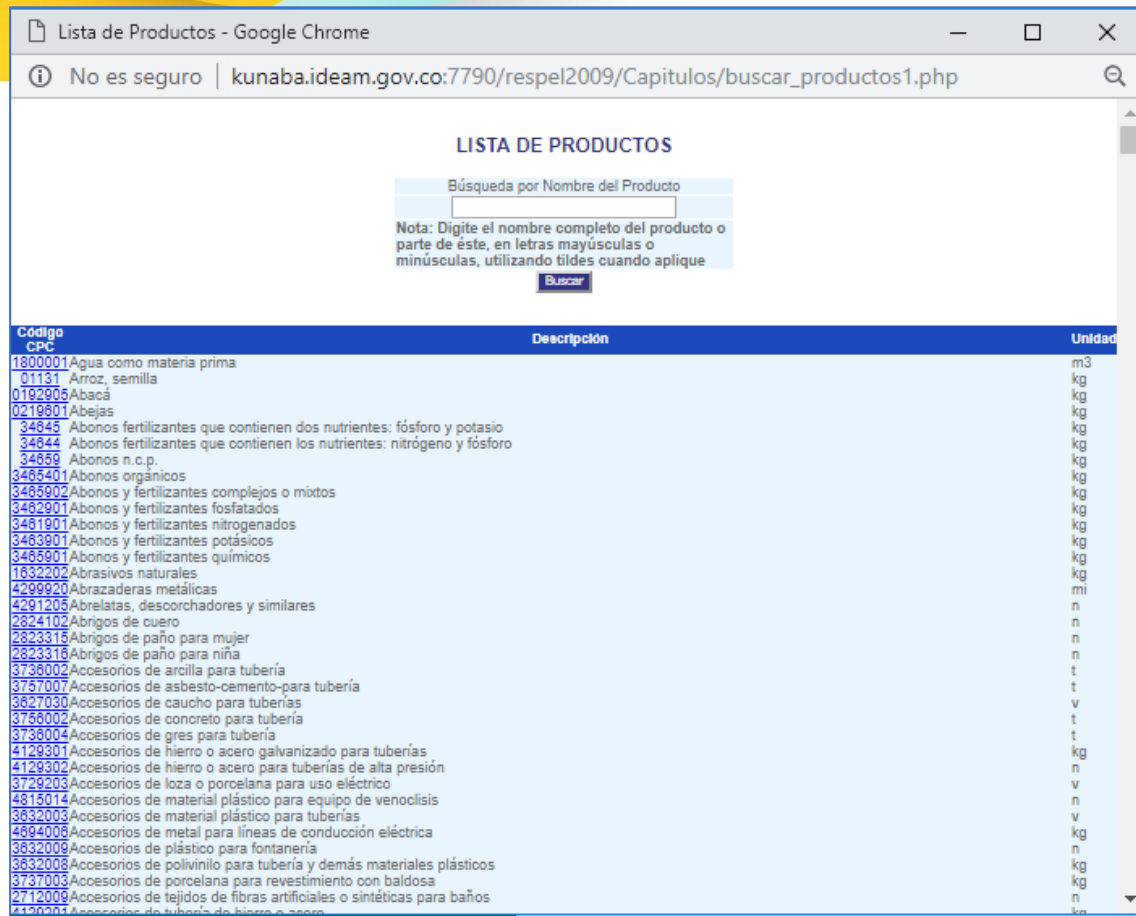 Lista de Productos - Google Chrome
No es seguro | kunaba.ideam.gov.co:7790/respel2009/Capitulos/buscar_productos1.php
LISTA DE PRODUCTOS
Búsqueda por Nombre del Producto
Nota: Digite el nombre completo del producto o
parte de éste, en letras mayúsculas o
minúsculas, utilizando tildes cuando aplique
Buscar
Código CPC Descripción Unidad
1800001 Agua como materia prima m3
01131 Arroz, semilla kg
0192905 Abacá kg
0219601 Abejas kg
34645 Abonos fertilizantes que contienen dos nutrientes: fósforo y potasio kg
34644 Abonos fertilizantes que contienen los nutrientes: nitrógeno y fósforo kg
34659 Abonos n.c.p. kg
3465401 Abonos orgánicos kg
3465902 Abonos y fertilizantes complejos o mixtos kg
3462901 Abonos y fertilizantes fosfatados kg
3461901 Abonos y fertilizantes nitrogenados kg
3463901 Abonos y fertilizantes potásicos kg
3465901 Abonos y fertilizantes químicos kg
1632202 Abrasivos naturales kg
4299920 Abrazaderas metálicas mi
4291205 Abrelatas, descorchadores y similares n
2824102 Abrigos de cuero n
2823315 Abrigos de paño para mujer n
2823316 Abrigos de paño para niña n
3736002 Accesorios de arcilla para tubería t
3757007 Accesorios de asbesto-cemento-para tubería t
3627030 Accesorios de caucho para tuberías v
3756002 Accesorios de concreto para tubería t
3736004 Accesorios de gres para tubería t
4129301 Accesorios de hierro o acero galvanizado para tuberías kg
4129302 Accesorios de hierro o acero para tuberías de alta presión n
3729203 Accesorios de loza o porcelana para uso eléctrico v
4815014 Accesorios de material plástico para equipo de venoclisis n
3632003 Accesorios de material plástico para tuberías v
4694006 Accesorios de metal para líneas de conducción eléctrica kg
3632009 Accesorios de plástico para fontanería n
3632008 Accesorios de polivinilo para tubería y demás materiales plásticos kg
3737003 Accesorios de porcelana para revestimiento con baldosa kg
2712009 Accesorios de tejidos de fibras artificiales o sintéticas para baños n
4129201 Accesorios de tubería de hierro o acero kg